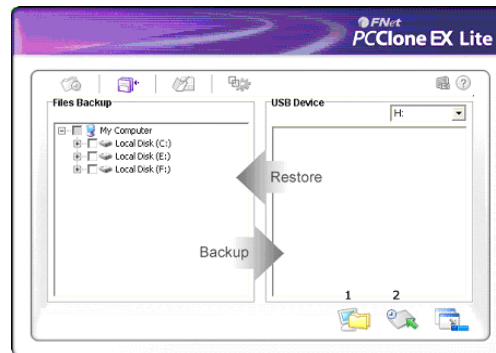 FNet
PCClone EX Lite
Files Backup
USB Device
H:
My Computer
Local Disk (C:)
Local Disk (E:)
Local Disk (F:)
Restore
Backup
1 2